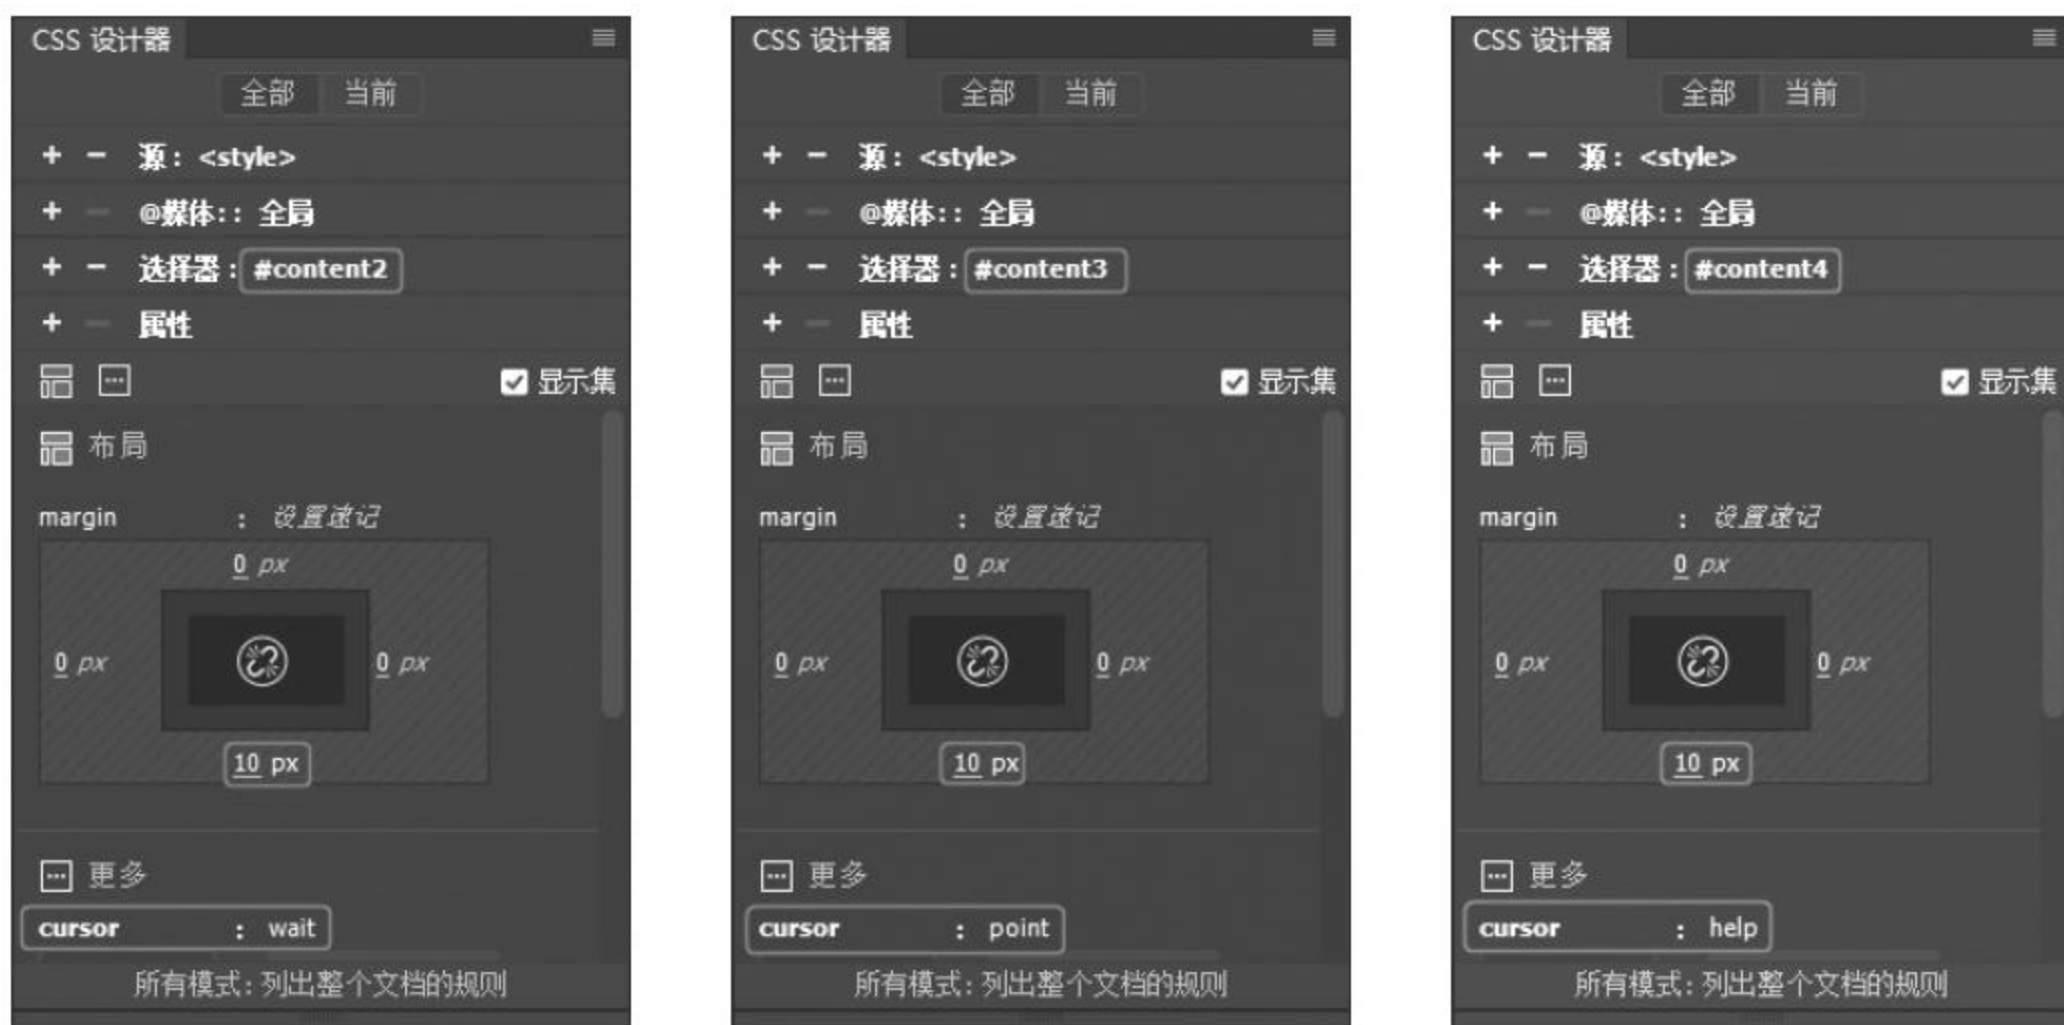 CSS 设计器
全部 当前
+ − 源：<style>
+ − @媒体:：全局
+ − 选择器：#content2
+ − 属性
显示集
布局
margin ： 设置速记
0 px
0 px 0 px
10 px
更多
cursor ： wait
所有模式：列出整个文档的规则
CSS 设计器
全部 当前
+ − 源：<style>
+ − @媒体:：全局
+ − 选择器：#content3
+ − 属性
显示集
布局
margin ： 设置速记
0 px
0 px 0 px
10 px
更多
cursor ： point
所有模式：列出整个文档的规则
CSS 设计器
全部 当前
+ − 源：<style>
+ − @媒体:：全局
+ − 选择器：#content4
+ − 属性
显示集
布局
margin ： 设置速记
0 px
0 px 0 px
10 px
更多
cursor ： help
所有模式：列出整个文档的规则